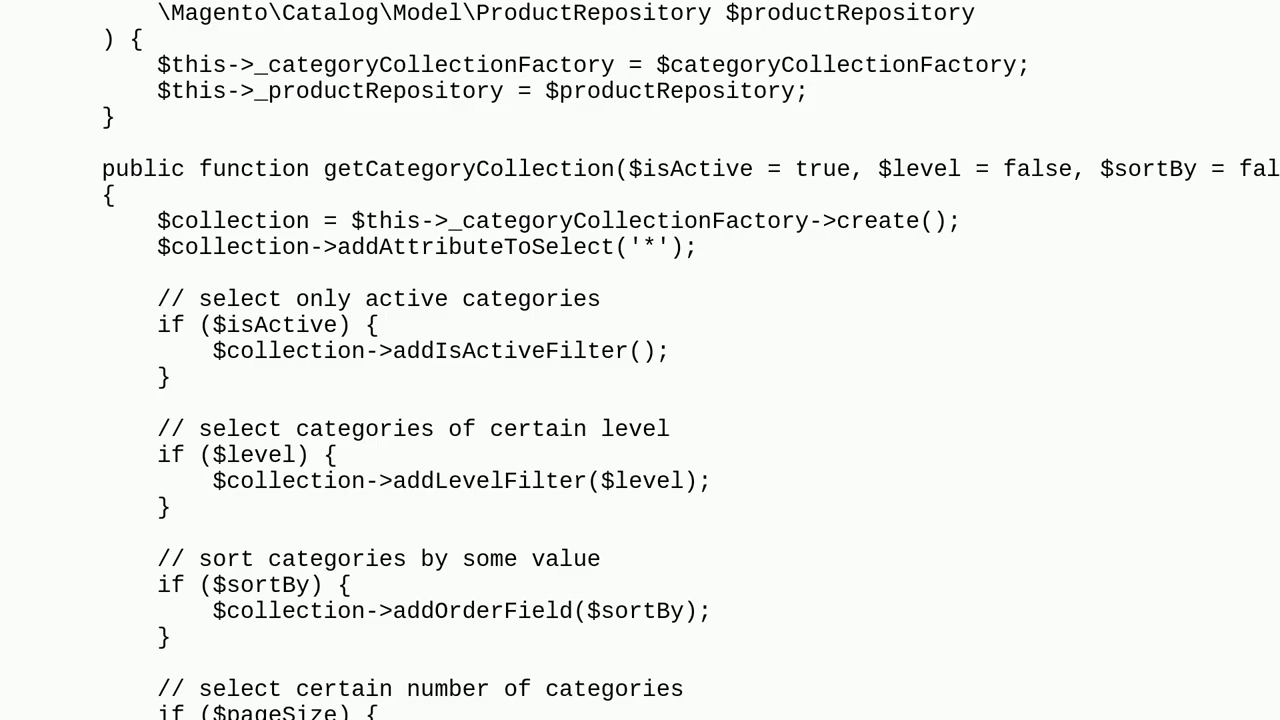 \Magento\Catalog\Model\ProductRepository $productRepository
) {
$this->_categoryCollectionFactory = $categoryCollectionFactory;
$this->_productRepository = $productRepository;
}
public function getCategoryCollection($isActive = true, $level = false, $sortBy = fal
{
$collection = $this->_categoryCollectionFactory->create();
$collection->addAttributeToSelect('*');
// select only active categories
if ($isActive) {
$collection->addIsActiveFilter();
}
// select categories of certain level
if ($level) {
$collection->addLevelFilter($level);
}
// sort categories by some value
if ($sortBy) {
$collection->addOrderField($sortBy);
}
// select certain number of categories
if ($pageSize) {